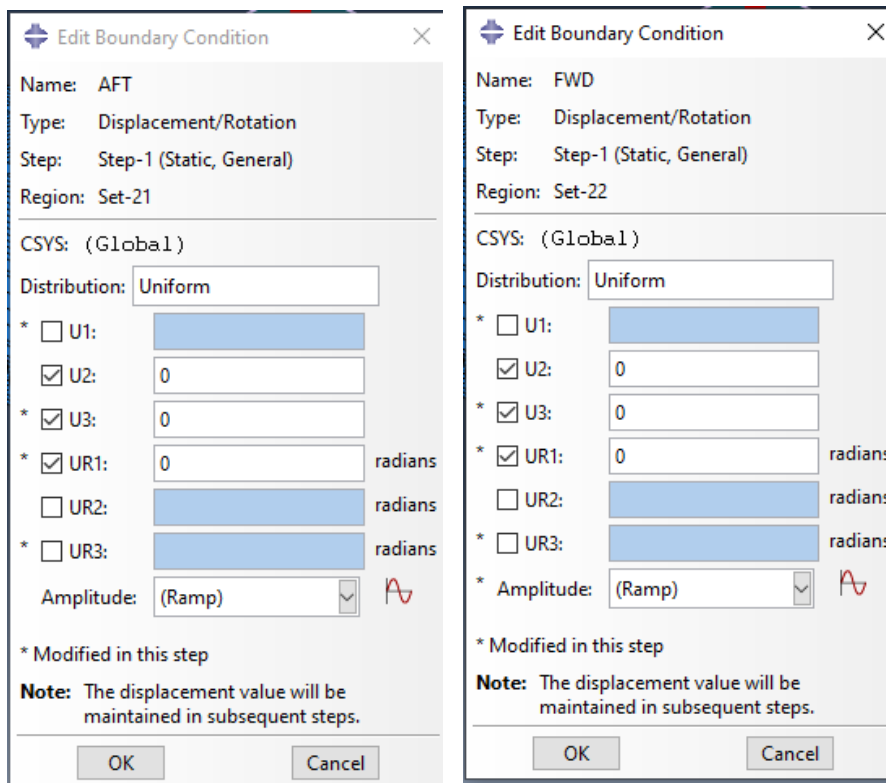 Edit Boundary Condition
Name: AFT
Type: Displacement/Rotation
Step: Step-1 (Static, General)
Region: Set-21
CSYS: (Global)
Distribution: Uniform
* U1:
U2: 0
* U3: 0
* UR1: 0 radians
UR2: radians
* UR3: radians
Amplitude: (Ramp)
* Modified in this step
Note: The displacement value will be
maintained in subsequent steps.
OK Cancel
Edit Boundary Condition
Name: FWD
Type: Displacement/Rotation
Step: Step-1 (Static, General)
Region: Set-22
CSYS: (Global)
Distribution: Uniform
* U1:
U2: 0
* U3: 0
* UR1: 0 radians
UR2: radians
* UR3: radians
* Amplitude: (Ramp)
* Modified in this step
Note: The displacement value will be
maintained in subsequent steps.
OK Cancel